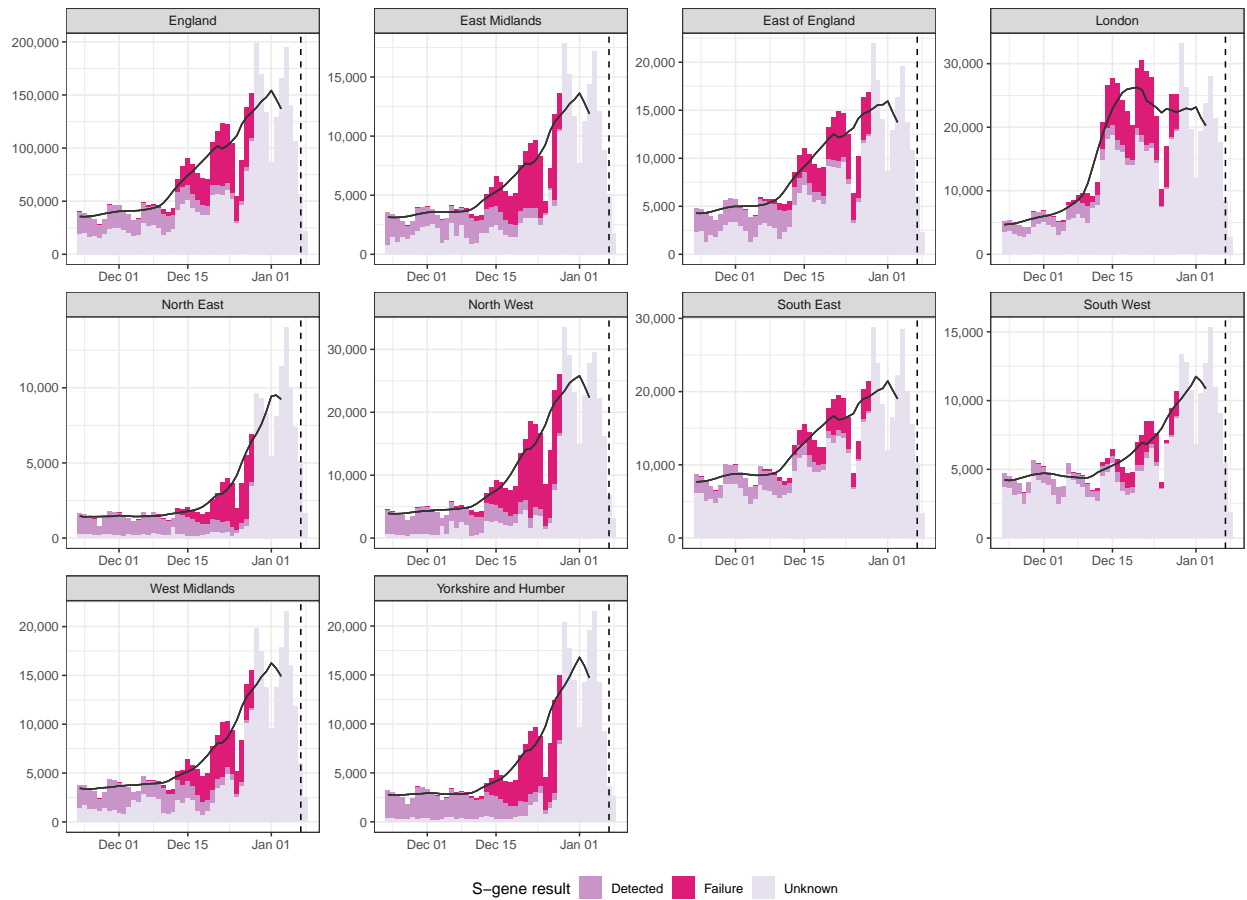 England
East Midlands
East of England
London
200,000
150,000
100,000
50,000
0
15,000
10,000
5,000
0
20,000
15,000
10,000
5,000
0
30,000
20,000
10,000
0
Dec 01 Dec 15 Jan 01
Dec 01 Dec 15 Jan 01
Dec 01 Dec 15 Jan 01
Dec 01 Dec 15 Jan 01
North East
North West
South East
South West
10,000
5,000
0
30,000
20,000
10,000
0
30,000
20,000
10,000
0
15,000
10,000
5,000
0
Dec 01 Dec 15 Jan 01
Dec 01 Dec 15 Jan 01
Dec 01 Dec 15 Jan 01
Dec 01 Dec 15 Jan 01
West Midlands
Yorkshire and Humber
20,000
15,000
10,000
5,000
0
20,000
15,000
10,000
5,000
0
Dec 01 Dec 15 Jan 01
Dec 01 Dec 15 Jan 01
S−gene result Detected Failure Unknown